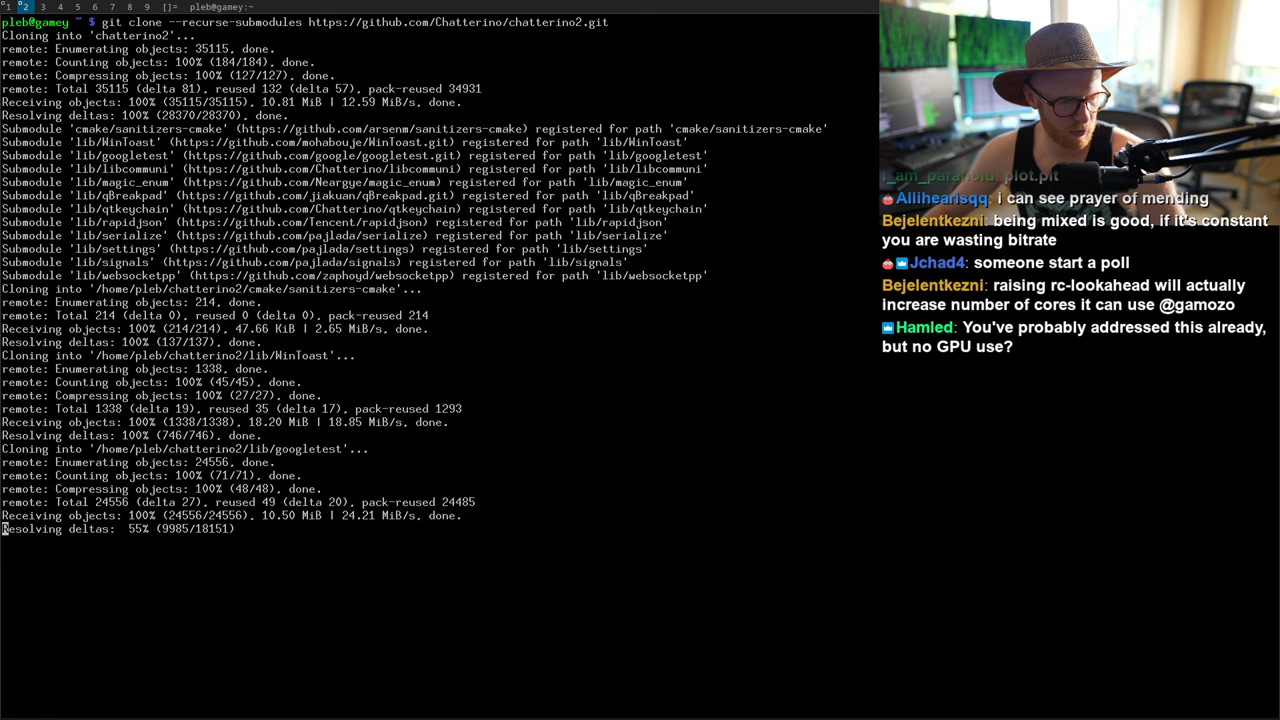 1 2 3 4 5 6 7 8 9 []= pleb@gamey:~
pleb@gamey ~ $ git clone --recurse-submodules https://github.com/Chatterino/chatterino2.git
Cloning into 'chatterino2'...
remote: Enumerating objects: 35115, done.
remote: Counting objects: 100% (184/184), done.
remote: Compressing objects: 100% (127/127), done.
remote: Total 35115 (delta 81), reused 132 (delta 57), pack-reused 34931
Receiving objects: 100% (35115/35115), 10.81 MiB | 12.59 MiB/s, done.
Resolving deltas: 100% (28370/28370), done.
Submodule 'cmake/sanitizers-cmake' (https://github.com/arsenm/sanitizers-cmake) registered for path 'cmake/sanitizers-cmake'
Submodule 'lib/WinToast' (https://github.com/mohabouje/WinToast.git) registered for path 'lib/WinToast'
Submodule 'lib/googletest' (https://github.com/google/googletest.git) registered for path 'lib/googletest'
Submodule 'lib/libcommuni' (https://github.com/Chatterino/libcommuni) registered for path 'lib/libcommuni'
Submodule 'lib/magic_enum' (https://github.com/Neargye/magic_enum) registered for path 'lib/magic_enum'
Submodule 'lib/qBreakpad' (https://github.com/jiakuan/qBreakpad.git) registered for path 'lib/qBreakpad'
Submodule 'lib/qtkeychain' (https://github.com/Chatterino/qtkeychain) registered for path 'lib/qtkeychain'
Submodule 'lib/rapidjson' (https://github.com/Tencent/rapidjson) registered for path 'lib/rapidjson'
Submodule 'lib/serialize' (https://github.com/pajlada/serialize) registered for path 'lib/serialize'
Submodule 'lib/settings' (https://github.com/pajlada/settings) registered for path 'lib/settings'
Submodule 'lib/signals' (https://github.com/pajlada/signals) registered for path 'lib/signals'
Submodule 'lib/websocketpp' (https://github.com/zaphoyd/websocketpp) registered for path 'lib/websocketpp'
Cloning into '/home/pleb/chatterino2/cmake/sanitizers-cmake'...
remote: Enumerating objects: 214, done.
remote: Total 214 (delta 0), reused 0 (delta 0), pack-reused 214
Receiving objects: 100% (214/214), 47.66 KiB | 2.65 MiB/s, done.
Resolving deltas: 100% (137/137), done.
Cloning into '/home/pleb/chatterino2/lib/WinToast'...
remote: Enumerating objects: 1338, done.
remote: Counting objects: 100% (45/45), done.
remote: Compressing objects: 100% (27/27), done.
remote: Total 1338 (delta 19), reused 35 (delta 17), pack-reused 1293
Receiving objects: 100% (1338/1338), 18.20 MiB | 18.85 MiB/s, done.
Resolving deltas: 100% (746/746), done.
Cloning into '/home/pleb/chatterino2/lib/googletest'...
remote: Enumerating objects: 24556, done.
remote: Counting objects: 100% (71/71), done.
remote: Compressing objects: 100% (48/48), done.
remote: Total 24556 (delta 27), reused 49 (delta 20), pack-reused 24485
Receiving objects: 100% (24556/24556), 10.50 MiB | 24.21 MiB/s, done.
Resolving deltas: 55% (9985/18151)
i_am_paranoid: plot.plt
Allihearisqq: i can see prayer of mending
Bejelentkezni: being mixed is good, if it's constant
you are wasting bitrate
Jchad4: someone start a poll
Bejelentkezni: raising rc-lookahead will actually
increase number of cores it can use @gamozo
Hamled: You've probably addressed this already,
but no GPU use?